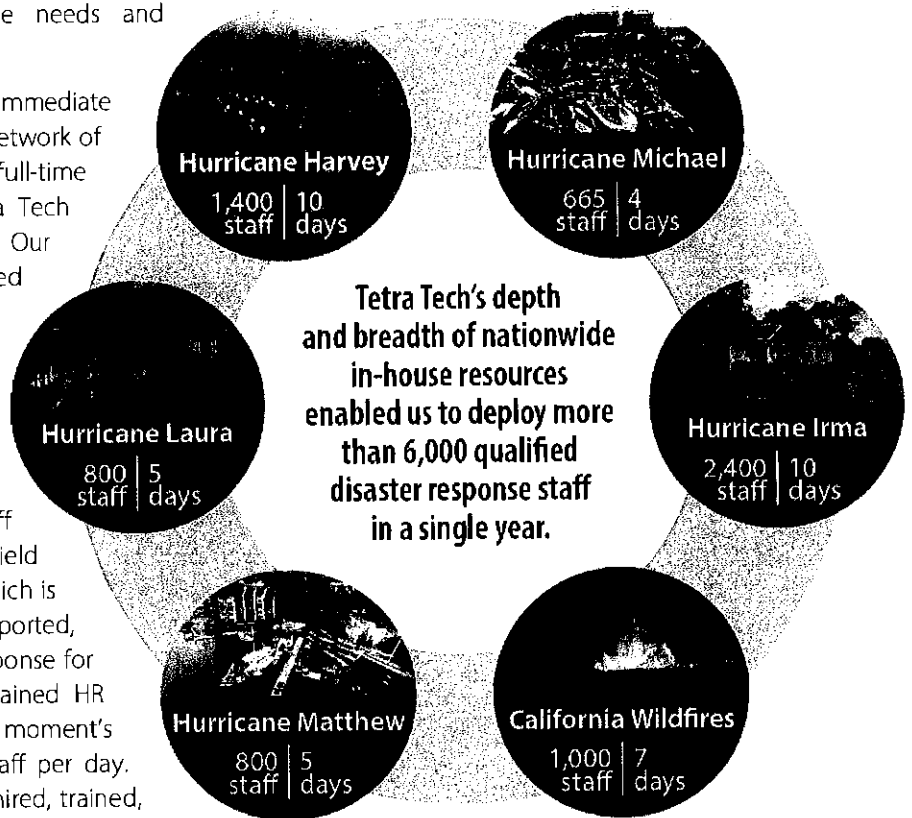 e needs and
mmediate
etwork of
full-time
a Tech
Our
ed
ff
ield
ich is
ported,
ponse for
ained HR
moment's
aff per day.
nired, trained,
Hurricane Harvey
1,400 | 10
staff | days
Hurricane Michael
665 | 4
staff | days
Hurricane Laura
800 | 5
staff | days
Tetra Tech's depth
and breadth of nationwide
in-house resources
enabled us to deploy more
than 6,000 qualified
disaster response staff
in a single year.
Hurricane Irma
2,400 | 10
staff | days
Hurricane Matthew
800 | 5
staff | days
California Wildfires
1,000 | 7
staff | days